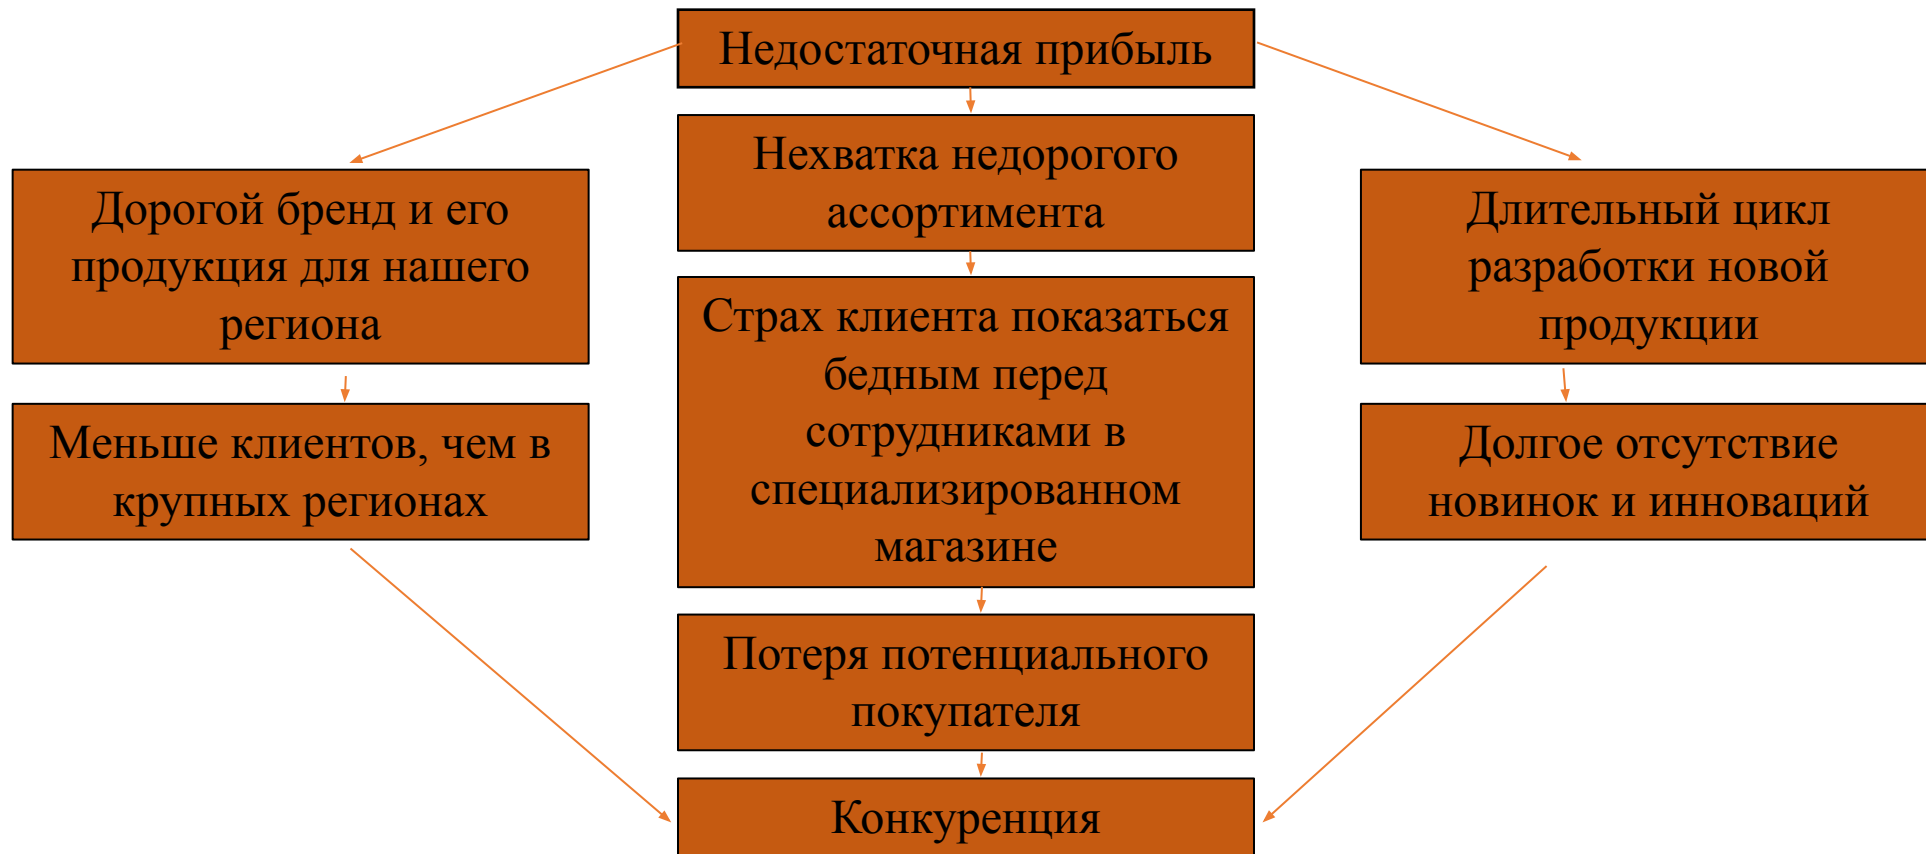 Недостаточная прибыль
Дорогой бренд и его
продукция для нашего
региона
Меньше клиентов, чем в
крупных регионах
Нехватка недорогого
ассортимента
Страх клиента показаться
бедным перед
сотрудниками в
специализированном
магазине
Потеря потенциального
покупателя
Длительный цикл
разработки новой
продукции
Долгое отсутствие
новинок и инноваций
Конкуренция